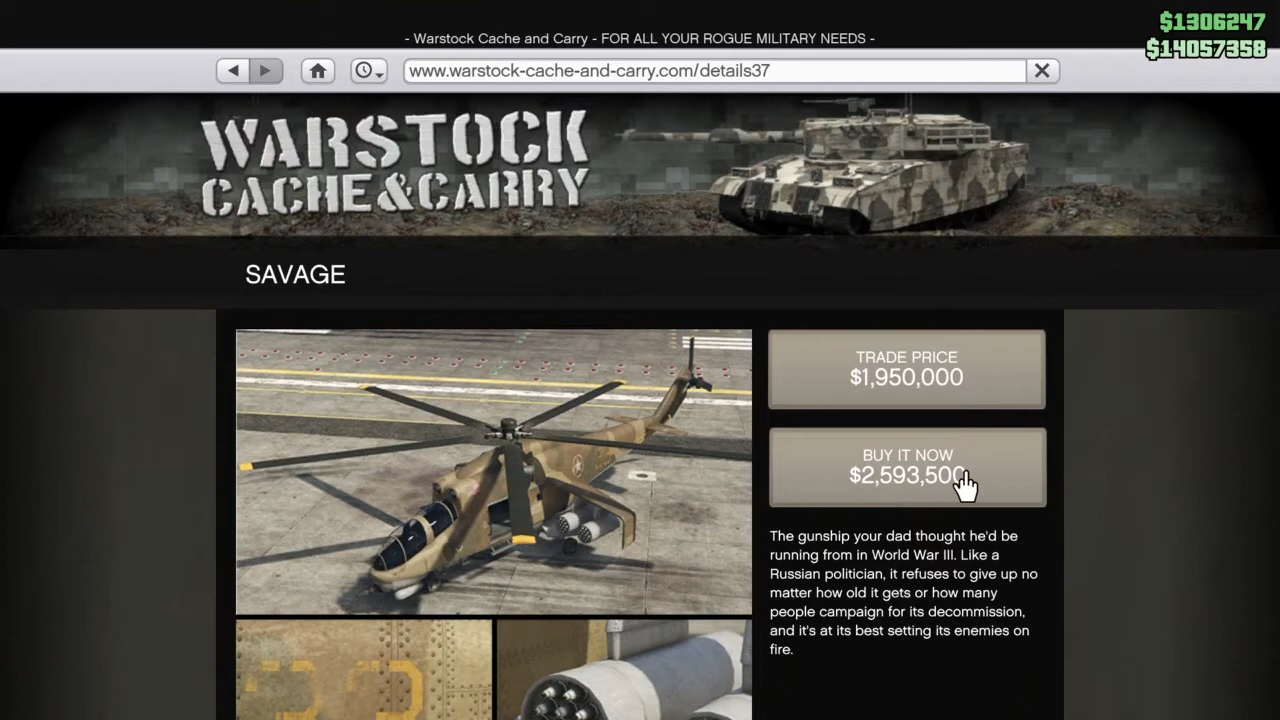 $1306247
$14057358
- Warstock Cache and Carry - FOR ALL YOUR ROGUE MILITARY NEEDS -
www.warstock-cache-and-carry.com/details37
WARSTOCK
CACHE&CARRY
SAVAGE
TRADE PRICE
$1,950,000
BUY IT NOW
$2,593,500
The gunship your dad thought he'd be
running from in World War III. Like a
Russian politician, it refuses to give up no
matter how old it gets or how many
people campaign for its decommission,
and it's at its best setting its enemies on
fire.